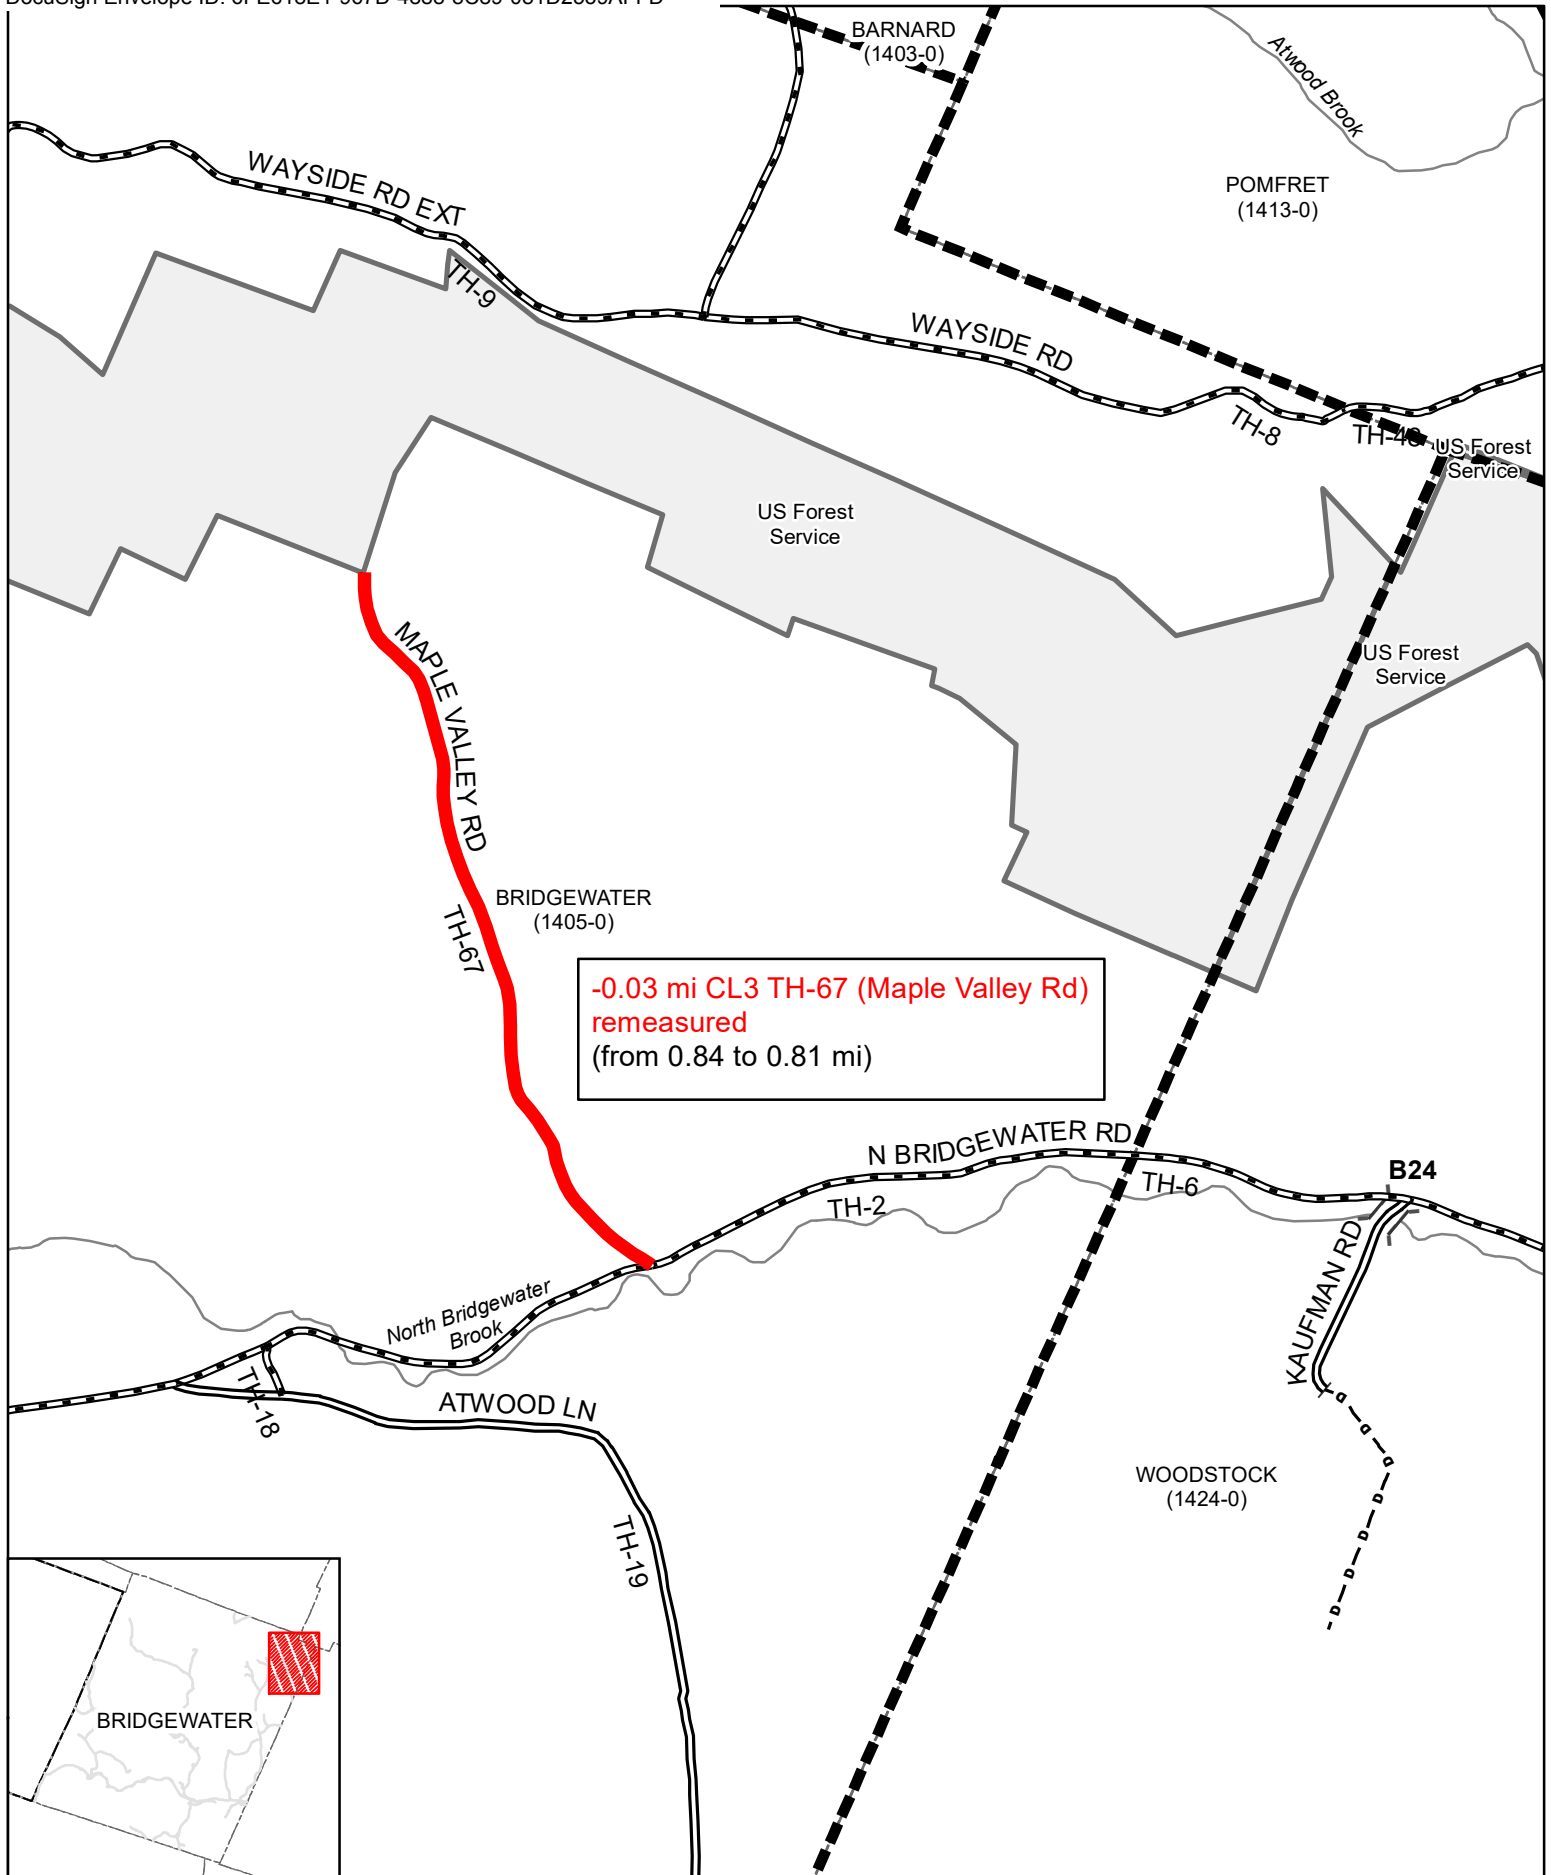 BARNARD
(1403-0)
Atwood Brook
POMFRET
(1413-0)
WAYSIDE RD EXT
TH-9
WAYSIDE RD
TH-8
US Forest
Service
US Forest
Service
US Forest
Service
MAPLE VALLEY RD
TH-67
BRIDGEWATER
(1405-0)
-0.03 mi CL3 TH-67 (Maple Valley Rd)
remeasured
(from 0.84 to 0.81 mi)
N BRIDGEWATER RD
TH-2
TH-6
B24
KAUFMAN RD
North Bridgewater
Brook
TH-18
ATWOOD LN
TH-19
WOODSTOCK
(1424-0)
D
D
D
D
D
D
D
D
BRIDGEWATER